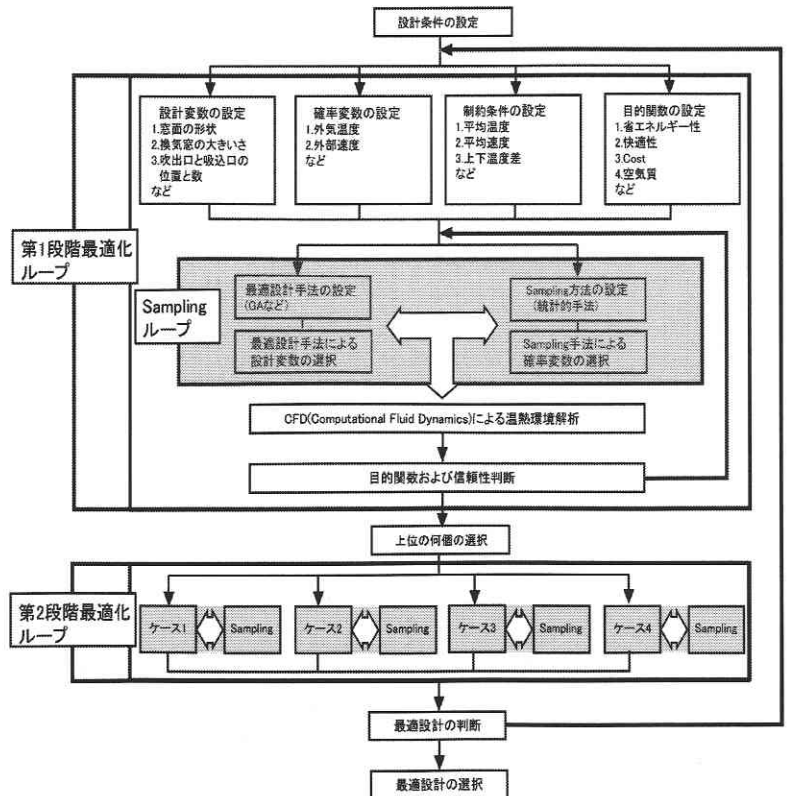 設計条件の設定
設計変数の設定
1.窓面の形状
2.換気窓の大きいさ
3.吹出口と吸込口の
位置と数
など
確率変数の設定
1.外気温度
2.外部速度
など
制約条件の設定
1.平均温度
2.平均速度
3.上下温度差
など
目的関数の設定
1.省エネルギー性
2.快適性
3.Cost
4.空気質
など
第1段階最適化
ループ
Sampling
ループ
最適設計手法の設定
(GAなど)
最適設計手法による
設計変数の選択
Sampling方法の設定
(統計的手法)
Sampling手法による
確率変数の選択
CFD(Computational Fluid Dynamics)による温熱環境解析
目的関数および信頼性判断
上位の何個の選択
第2段階最適化
ループ
ケース1
Sampling
ケース2
Sampling
ケース3
Sampling
ケース4
Sampling
最適設計の判断
最適設計の選択